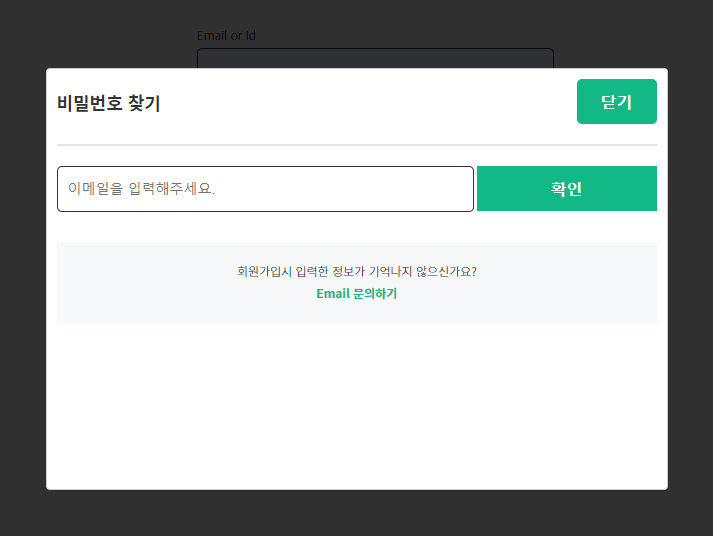 Email or Id
비밀번호 찾기
닫기
이메일을 입력해주세요.
확인
회원가입시 입력한 정보가 기억나지 않으신가요?
Email 문의하기